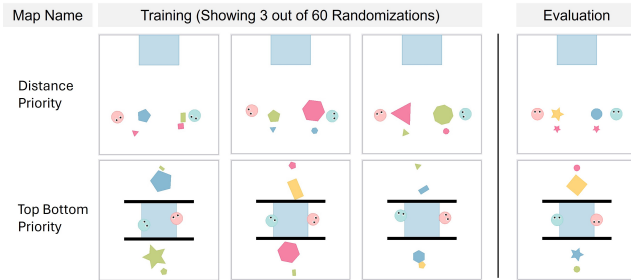 Map Name
Training (Showing 3 out of 60 Randomizations)
Evaluation
Distance
Priority
Top Bottom
Priority